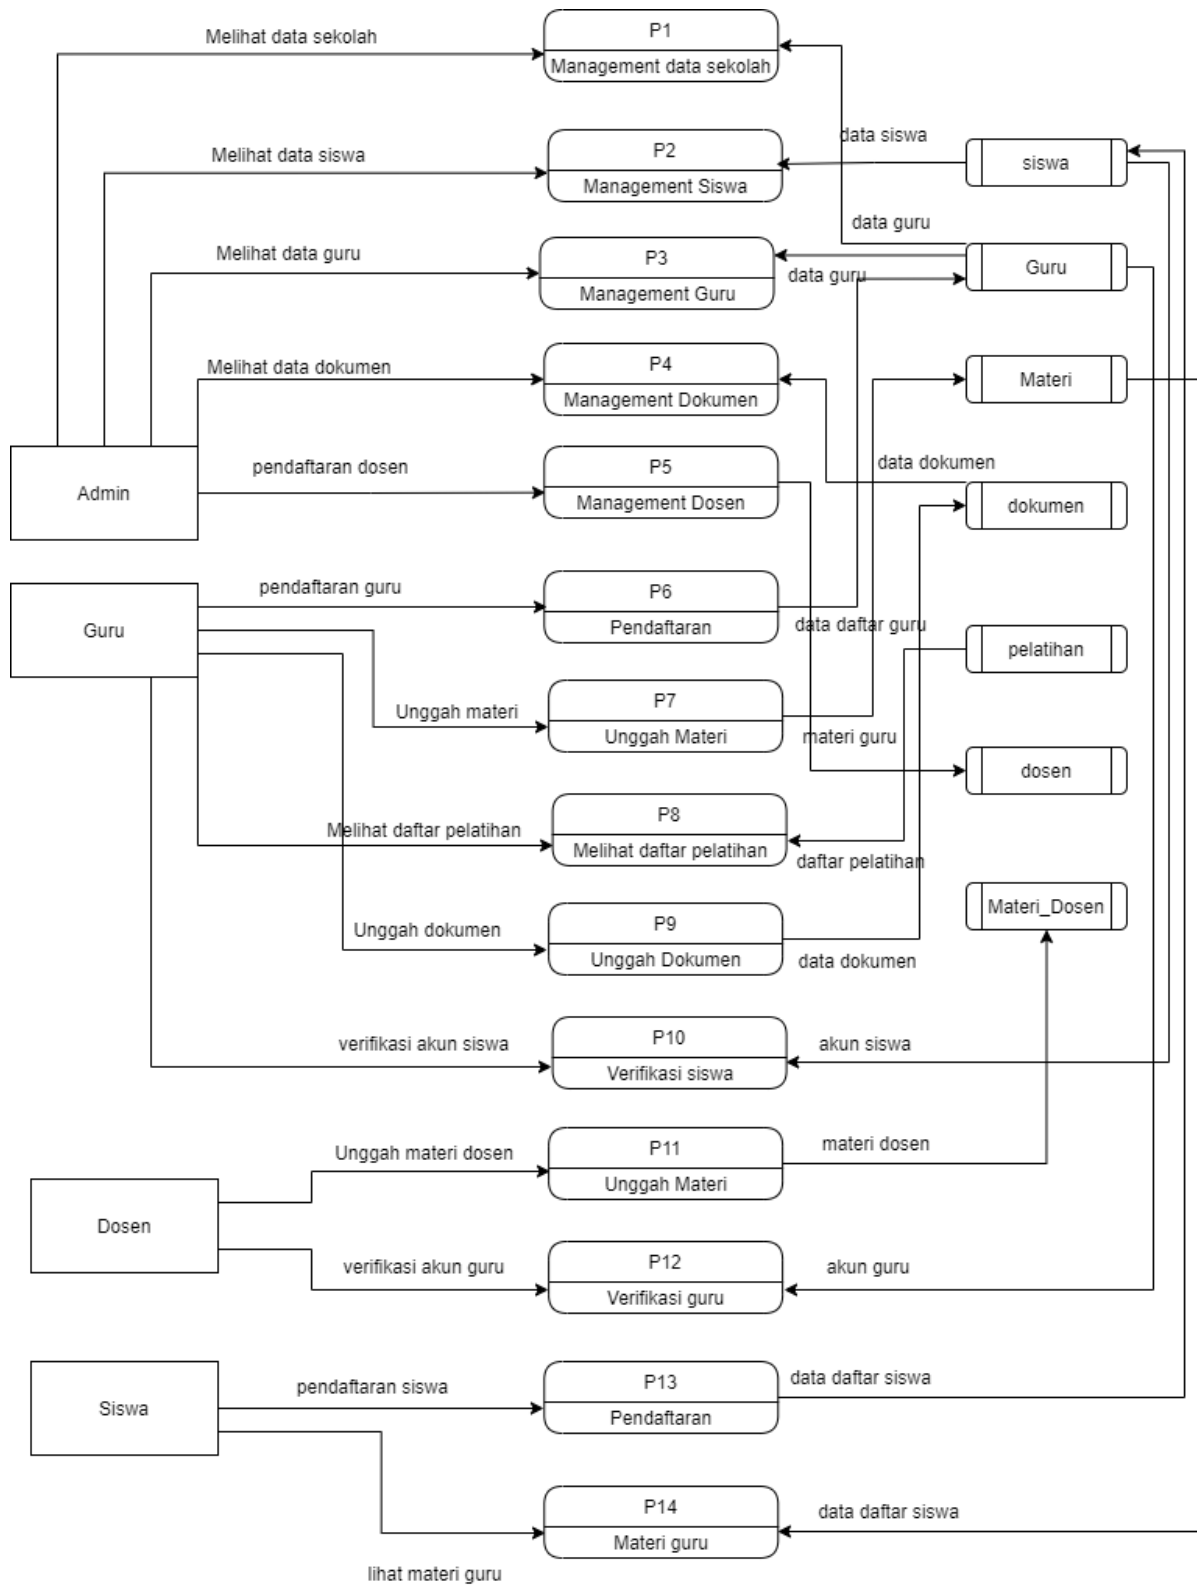 Melihat data sekolah
P1
Management data sekolah
Melihat data siswa
P2
Management Siswa
data siswa
siswa
data guru
Melihat data guru
P3
Management Guru
data guru
Guru
Melihat data dokumen
P4
Management Dokumen
Materi
Admin
pendaftaran dosen
P5
Management Dosen
data dokumen
dokumen
Guru
pendaftaran guru
P6
Pendaftaran
data daftar guru
pelatihan
Unggah materi
P7
Unggah Materi
materi guru
dosen
Melihat daftar pelatihan
P8
Melihat daftar pelatihan
daftar pelatihan
Materi_Dosen
Unggah dokumen
P9
Unggah Dokumen
data dokumen
verifikasi akun siswa
P10
Verifikasi siswa
akun siswa
Unggah materi dosen
P11
Unggah Materi
materi dosen
Dosen
verifikasi akun guru
P12
Verifikasi guru
akun guru
Siswa
pendaftaran siswa
P13
Pendaftaran
data daftar siswa
P14
Materi guru
data daftar siswa
lihat materi guru